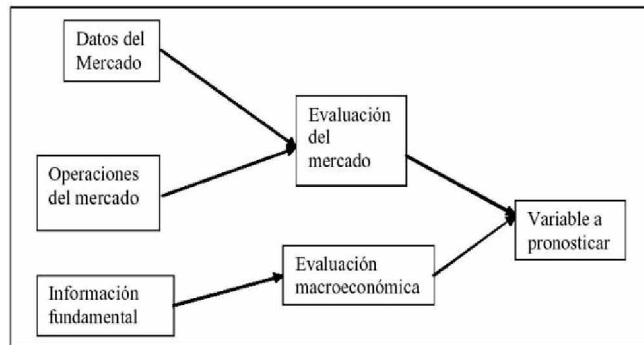 Datos del
Mercado
Evaluación
del
mercado
Operaciones
del mercado
Variable a
pronosticar
Evaluación
macroeconómica
Información
fundamental